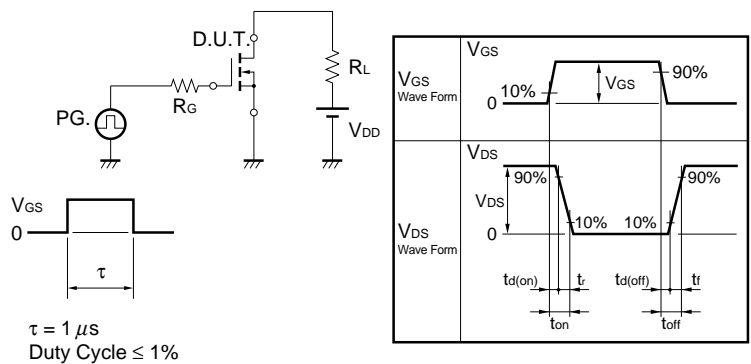 D.U.T.
RL
RG
PG.
VDD
VGS
0
τ
τ = 1 μs
Duty Cycle ≤ 1%
VGS
Wave Form
VGS
10%
VGS
90%
0
VDS
Wave Form
VDS
90%
90%
VDS
10%
10%
0
td(on)
tr
td(off)
tf
ton
toff